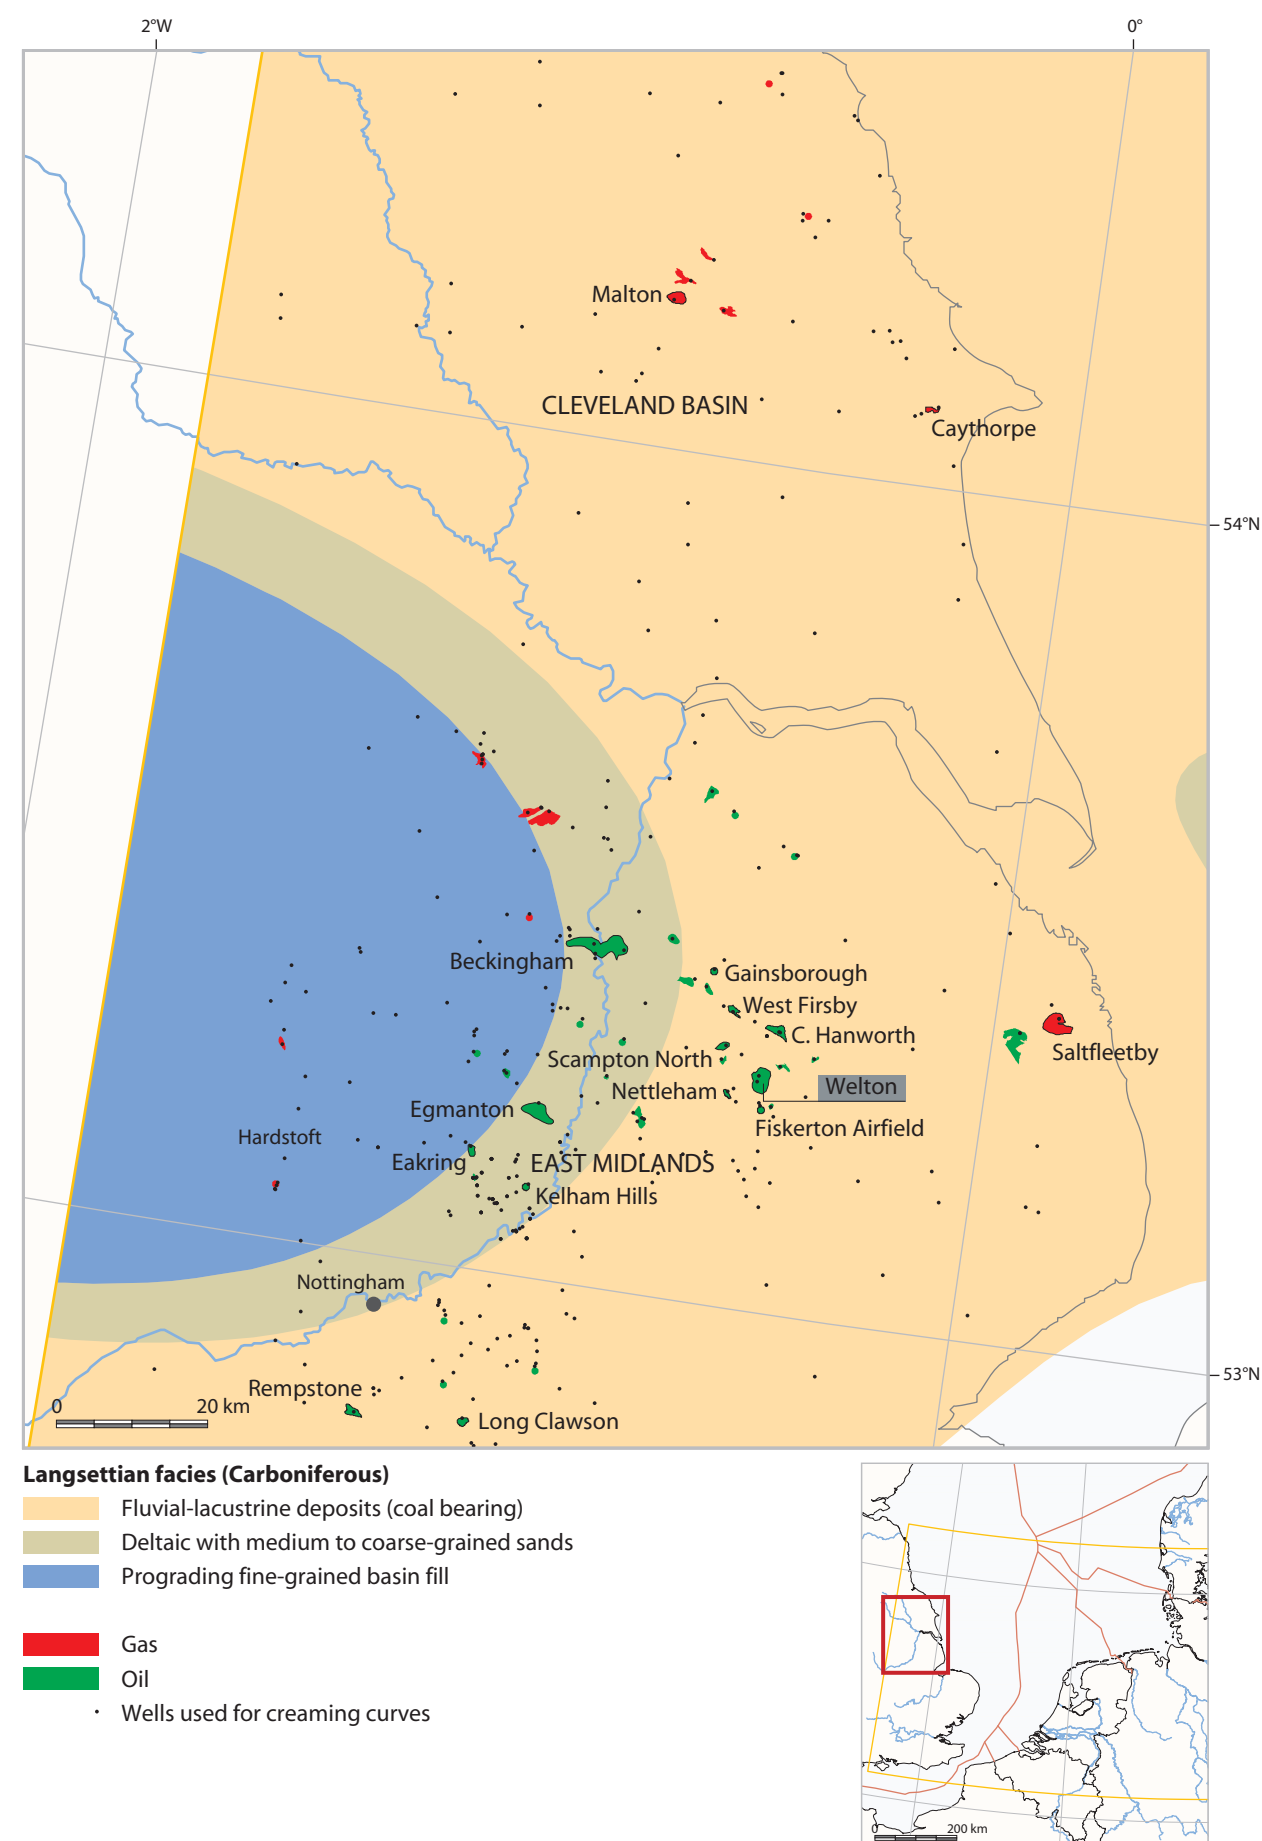 2°W
0°
Malton
CLEVELAND BASIN
Caythorpe
54°N
Beckingham
Gainsborough
West Firsby
C. Hanworth
Scampton North
Saltfleetby
Nettleham
Welton
Egmanton
Fiskerton Airfield
Hardstoft
Eakring
EAST MIDLANDS
Kelham Hills
Nottingham
53°N
Rempstone
0 20 km
Long Clawson
Langsettian facies (Carboniferous)
Fluvial-lacustrine deposits (coal bearing)
Deltaic with medium to coarse-grained sands
Prograding fine-grained basin fill
Gas
Oil
Wells used for creaming curves
0 200 km